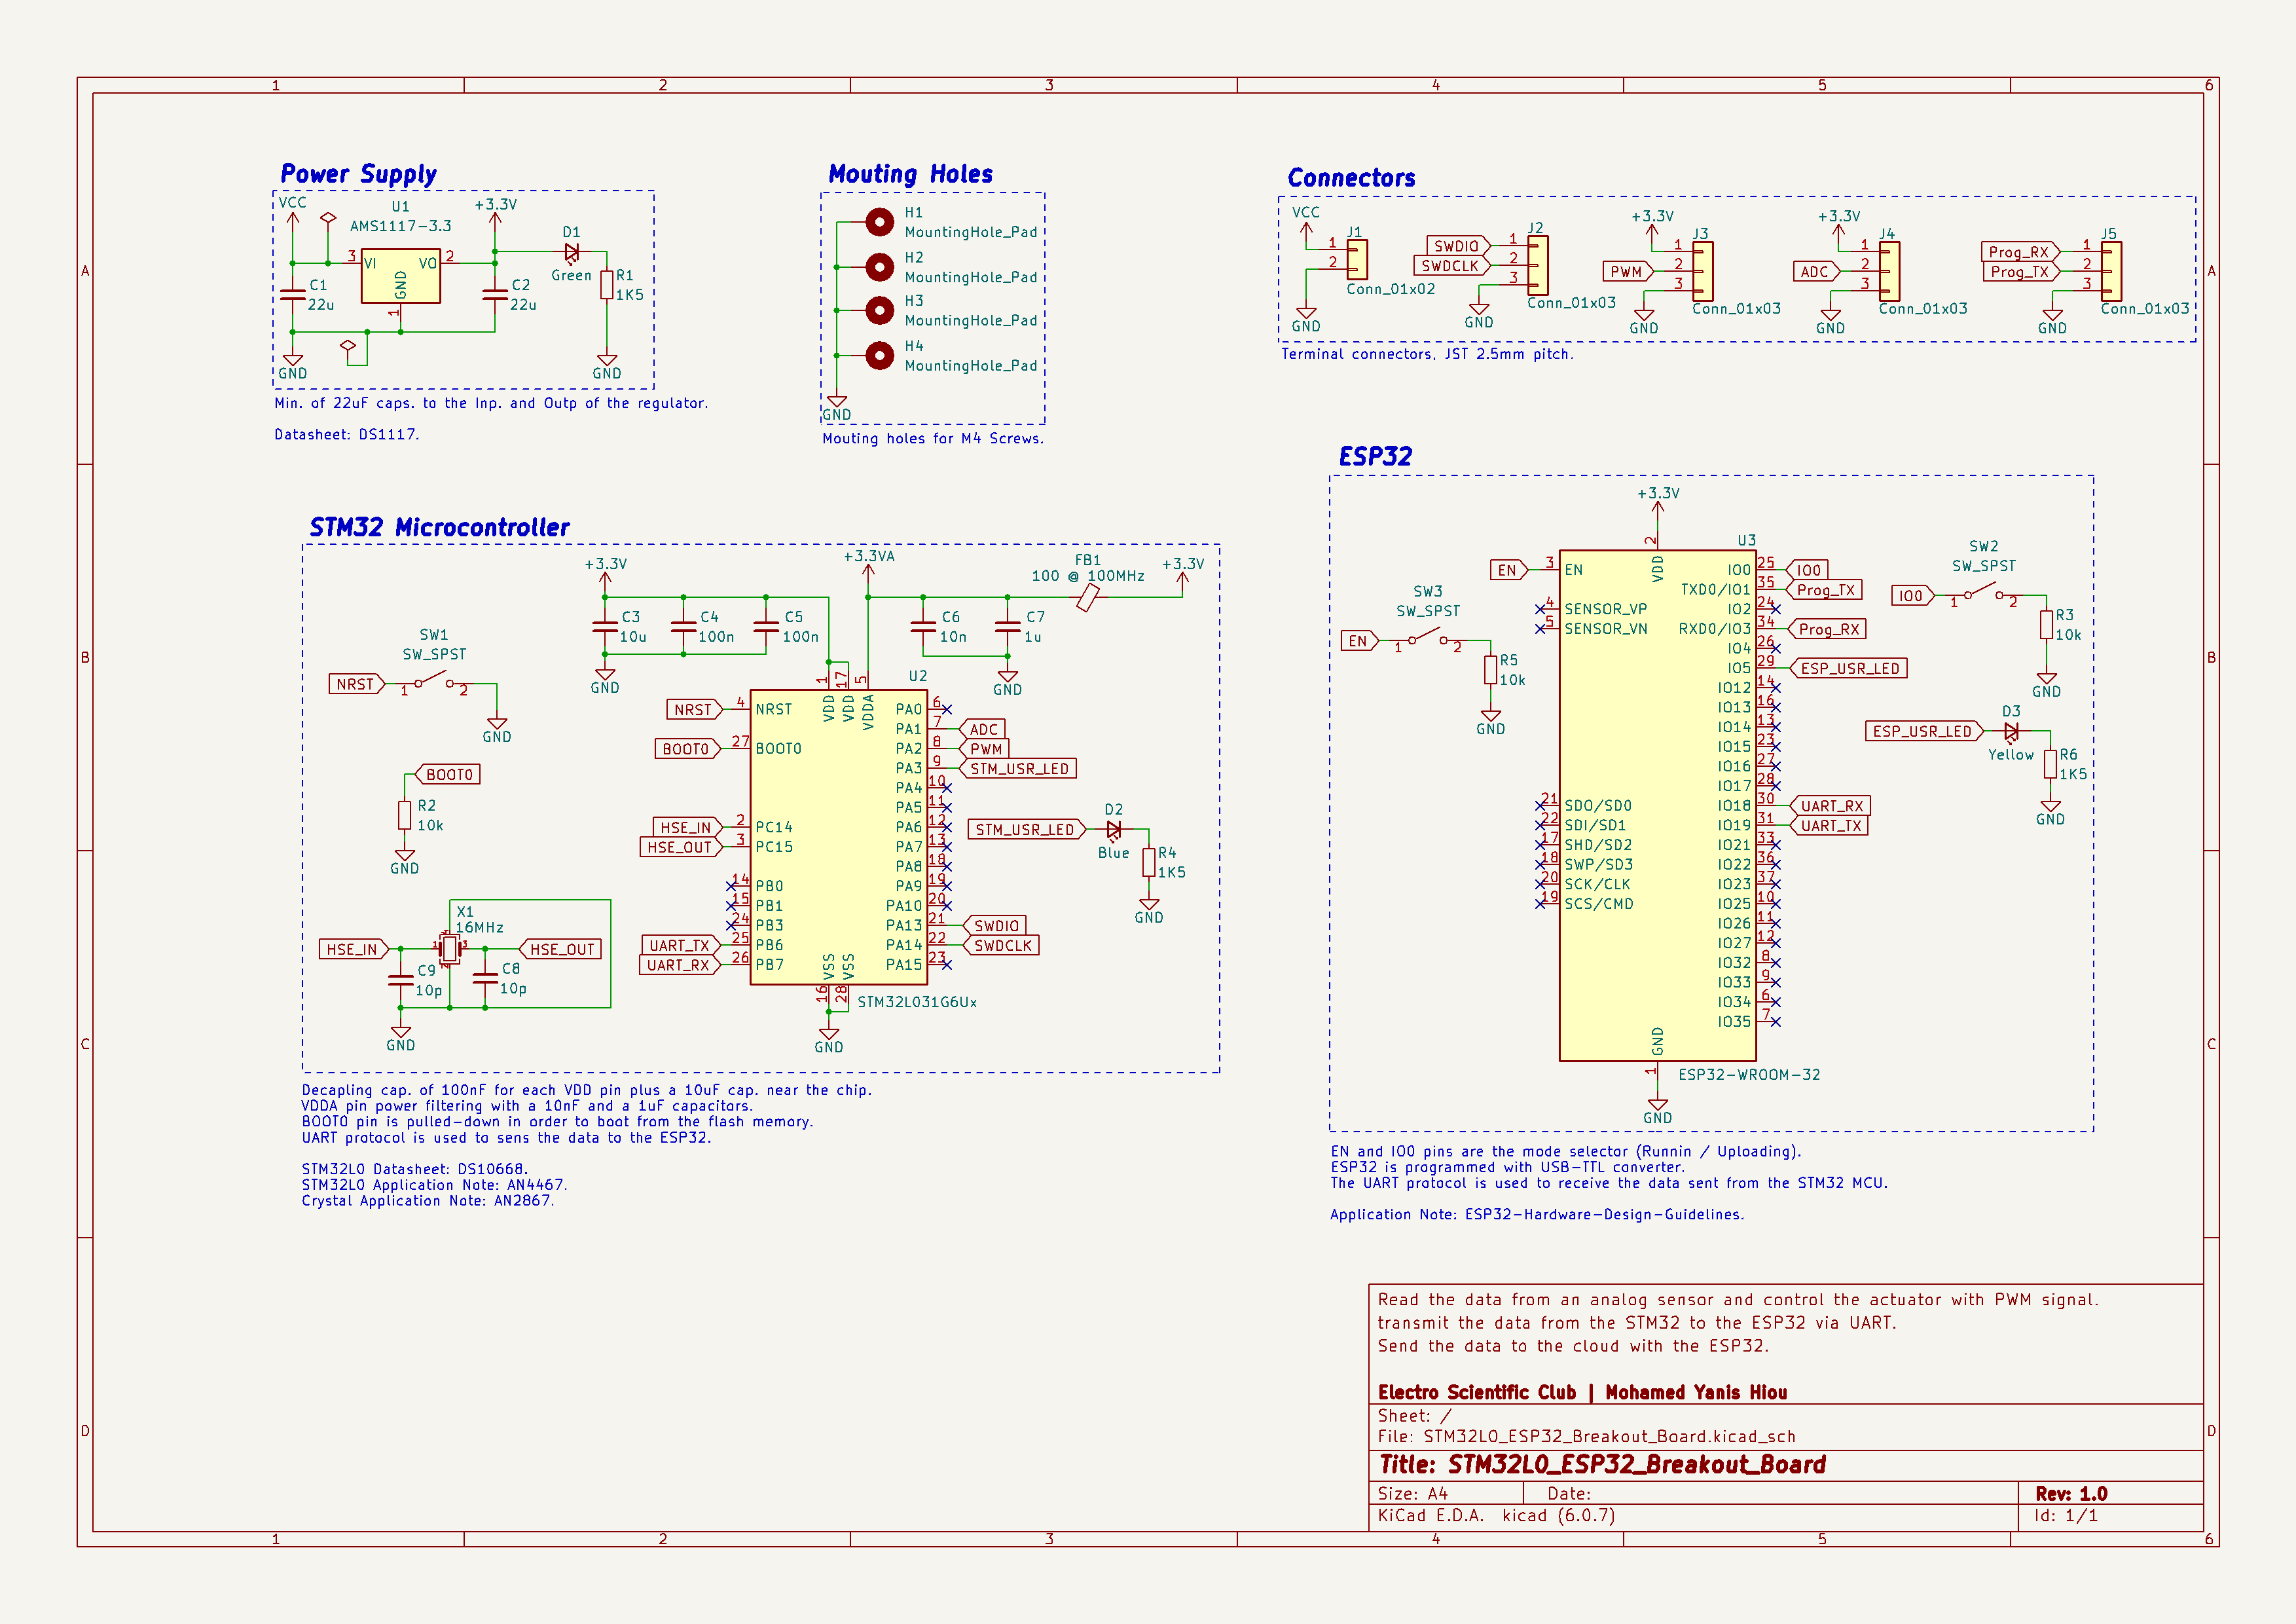 1 2 3 4 5 6
A
B
C
D
Power Supply
VCC
U1
AMS1117-3.3
+3.3V
3 VI VO 2
GND
1
C1
22u
C2
22u
D1
Green
R1
1K5
GND
GND
Min. of 22uF caps. to the Inp. and Outp of the regulator.
Datasheet: DS1117.
Mouting Holes
H1
MountingHole_Pad
H2
MountingHole_Pad
H3
MountingHole_Pad
H4
MountingHole_Pad
GND
Mouting holes for M4 Screws.
Connectors
VCC
J1
1
2
Conn_01x02
GND
J2
SWDIO 1
SWDCLK 2
3
Conn_01x03
GND
+3.3V
J3
1
PWM 2
3
Conn_01x03
GND
+3.3V
J4
1
ADC 2
3
Conn_01x03
GND
J5
Prog_RX 1
Prog_TX 2
3
Conn_01x03
GND
Terminal connectors, JST 2.5mm pitch.
STM32 Microcontroller
+3.3V
C3
10u
C4
100n
C5
100n
GND
+3.3VA
FB1
100 @ 100MHz
+3.3V
C6
10n
C7
1u
GND
SW1
SW_SPST
NRST 1 2
GND
BOOT0
R2
10k
GND
X1
16MHz
HSE_IN 1 3 HSE_OUT
C9
10p
C8
10p
GND
U2
1 17 5
VDD VDD VDDA
NRST 4 NRST
BOOT0 27 BOOT0
HSE_IN 2 PC14
HSE_OUT 3 PC15
14 PB0
15 PB1
24 PB3
UART_TX 25 PB6
UART_RX 26 PB7
PA0 6
PA1 7 ADC
PA2 8 PWM
PA3 9 STM_USR_LED
PA4 10
PA5 11
PA6 12
PA7 13
PA8 18
PA9 19
PA10 20
PA13 21 SWDIO
PA14 22 SWDCLK
PA15 23
VSS VSS
16 28
STM32L031G6Ux
GND
STM_USR_LED
D2
Blue
R4
1K5
GND
Decapling cap. of 100nF for each VDD pin plus a 10uF cap. near the chip.
VDDA pin power filtering with a 10nF and a 1uF capacitors.
BOOT0 pin is pulled-down in order to boot from the flash memory.
UART protocol is used to sens the data to the ESP32.
STM32L0 Datasheet: DS10668.
STM32L0 Application Note: AN4467.
Crystal Application Note: AN2867.
ESP32
+3.3V
2
VDD
U3
SW3
SW_SPST
EN 1 2
R5
10k
GND
EN 3 EN
4 SENSOR_VP
5 SENSOR_VN
21 SDO/SD0
22 SDI/SD1
17 SHD/SD2
18 SWP/SD3
20 SCK/CLK
19 SCS/CMD
IO0 25 IO0
TXD0/IO1 35 Prog_TX
IO2 24
RXD0/IO3 34 Prog_RX
IO4 26
IO5 29 ESP_USR_LED
IO12 14
IO13 16
IO14 13
IO15 23
IO16 27
IO17 28
IO18 30 UART_RX
IO19 31 UART_TX
IO21 33
IO22 36
IO23 37
IO25 10
IO26 11
IO27 12
IO32 8
IO33 9
IO34 6
IO35 7
GND
1
ESP32-WROOM-32
GND
SW2
SW_SPST
IO0 1 2
R3
10k
GND
ESP_USR_LED
D3
Yellow
R6
1K5
GND
EN and IO0 pins are the mode selector (Runnin / Uploading).
ESP32 is programmed with USB-TTL converter.
The UART protocol is used to receive the data sent from the STM32 MCU.
Application Note: ESP32-Hardware-Design-Guidelines.
Read the data from an analog sensor and control the actuator with PWM signal.
transmit the data from the STM32 to the ESP32 via UART.
Send the data to the cloud with the ESP32.
Electro Scientific Club | Mohamed Yanis Hiou
Sheet: /
File: STM32L0_ESP32_Breakout_Board.kicad_sch
Title: STM32L0_ESP32_Breakout_Board
Size: A4 Date: Rev: 1.0
KiCad E.D.A. kicad (6.0.7) Id: 1/1
A
B
C
D
1 2 3 4 5 6